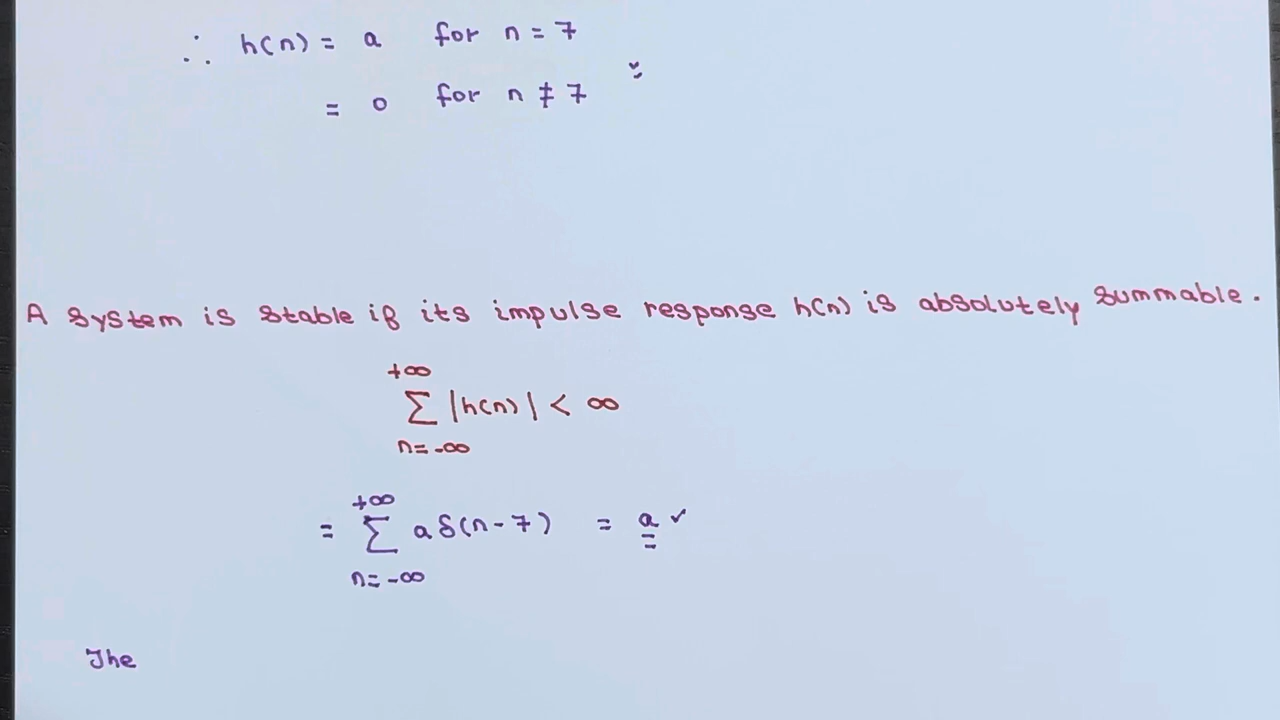 ∴ h(n) = a for n = 7
= 0 for n ≠ 7
A system is stable if its impulse response h(n) is absolutely summable.
+∞
∑ |h(n)| < ∞
n = -∞
+∞
= ∑ a δ(n - 7) = a ✓
n = -∞
The